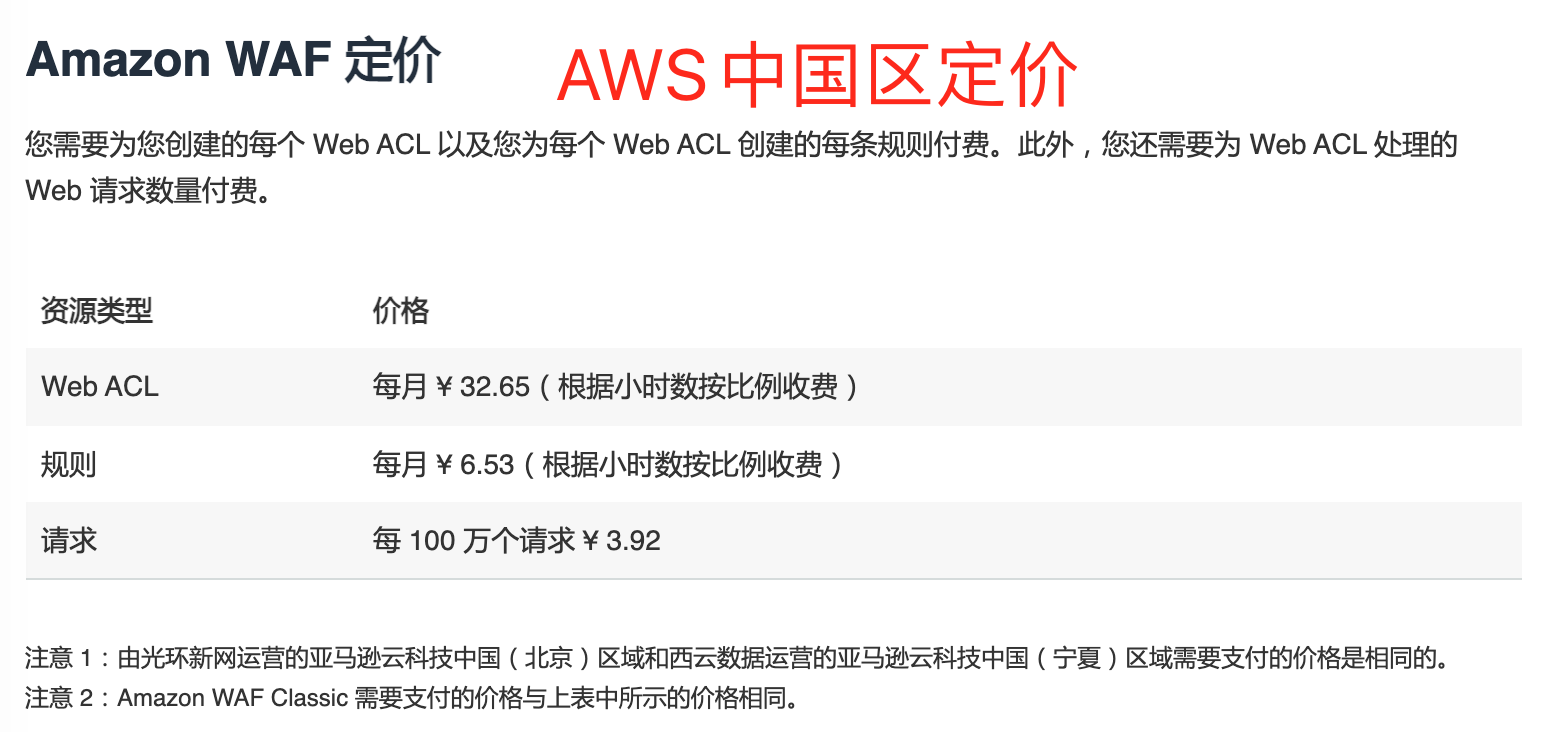 Amazon WAF 定价
AWS 中国区定价
您需要为您创建的每个 Web ACL 以及您为每个 Web ACL 创建的每条规则付费。此外，您还需要为 Web ACL 处理的
Web 请求数量付费。
资源类型 价格
Web ACL 每月 ¥ 32.65（根据小时数按比例收费）
规则 每月 ¥ 6.53（根据小时数按比例收费）
请求 每 100 万个请求 ¥ 3.92
注意 1：由光环新网运营的亚马逊云科技中国（北京）区域和西云数据运营的亚马逊云科技中国（宁夏）区域需要支付的价格是相同的。
注意 2：Amazon WAF Classic 需要支付的价格与上表中所示的价格相同。